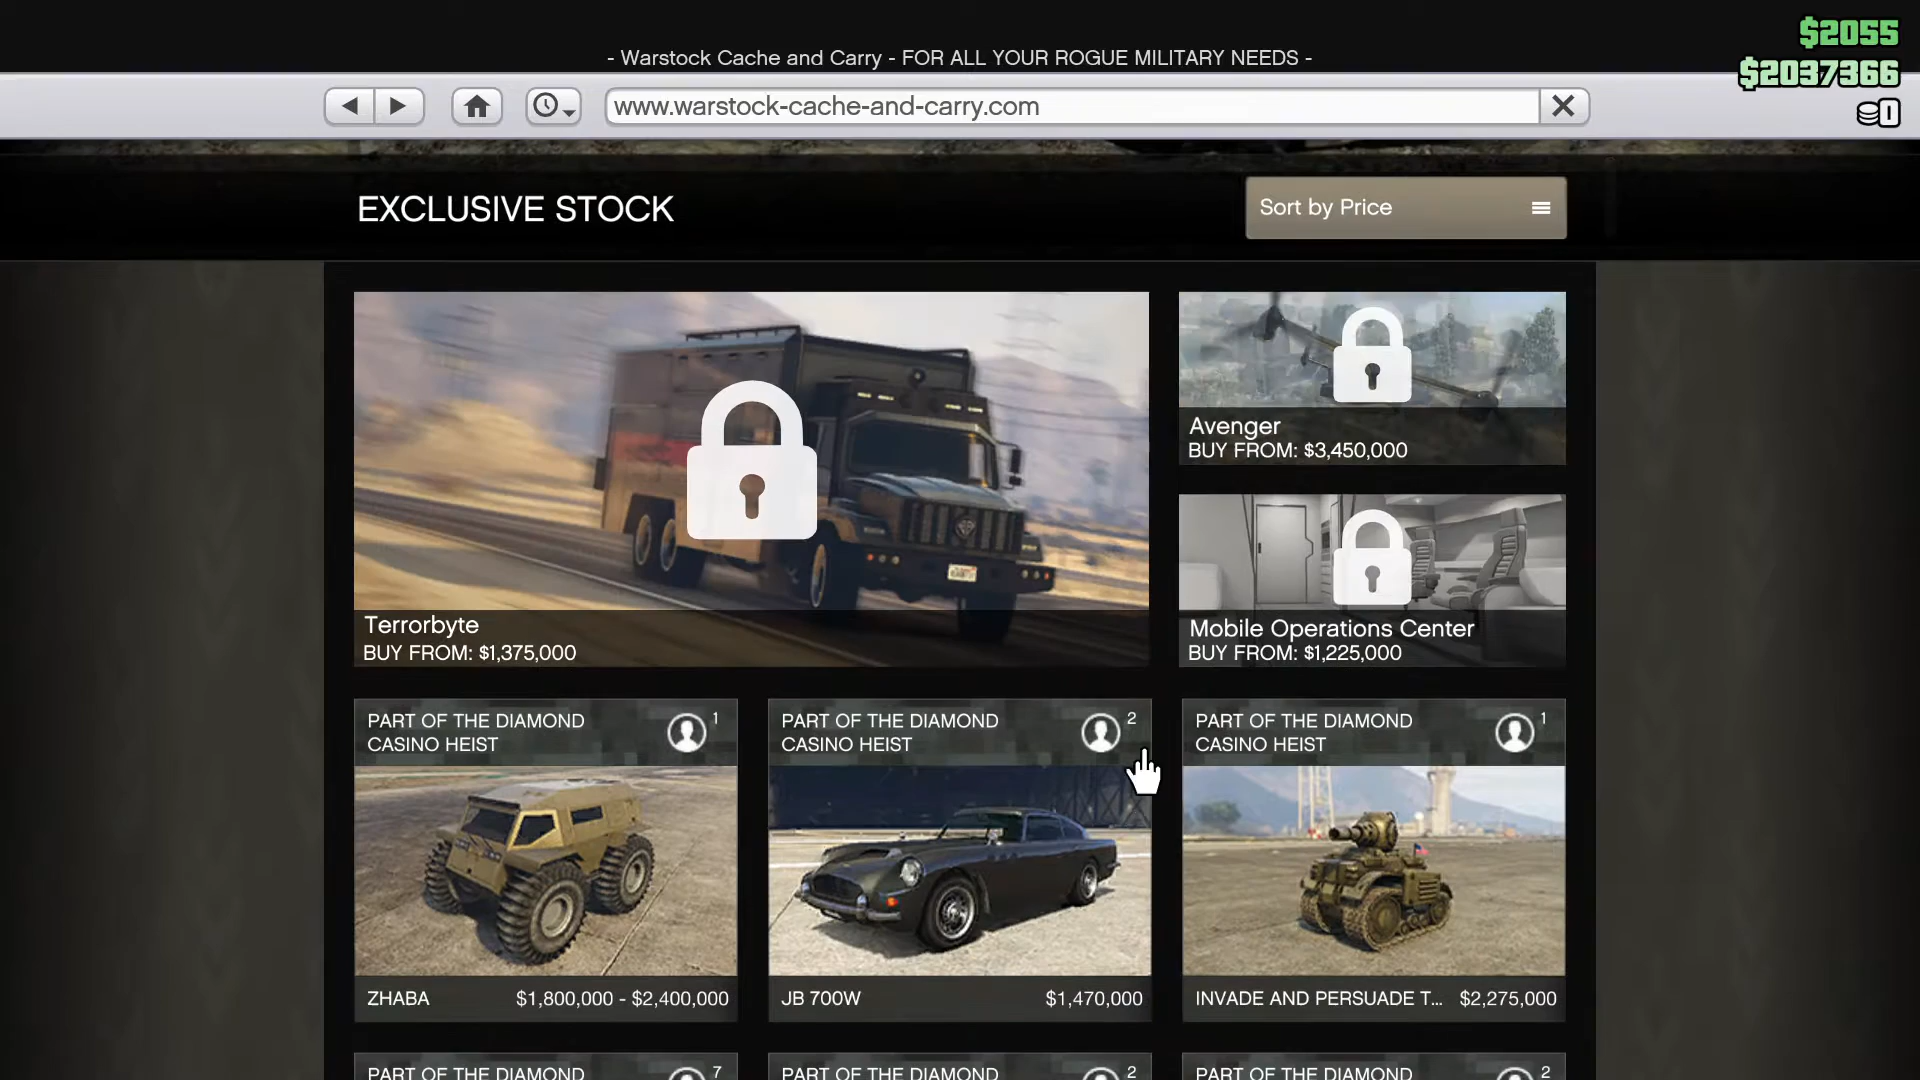 $2055
- Warstock Cache and Carry - FOR ALL YOUR ROGUE MILITARY NEEDS -
$2037366
www.warstock-cache-and-carry.com
0
EXCLUSIVE STOCK
Sort by Price
Avenger
BUY FROM: $3,450,000
Terrorbyte
BUY FROM: $1,375,000
Mobile Operations Center
BUY FROM: $1,225,000
PART OF THE DIAMOND
CASINO HEIST
1
PART OF THE DIAMOND
CASINO HEIST
2
PART OF THE DIAMOND
CASINO HEIST
1
ZHABA $1,800,000 - $2,400,000
JB 700W $1,470,000
INVADE AND PERSUADE T... $2,275,000
PART OF THE DIAMOND
7
PART OF THE DIAMOND
2
PART OF THE DIAMOND
2